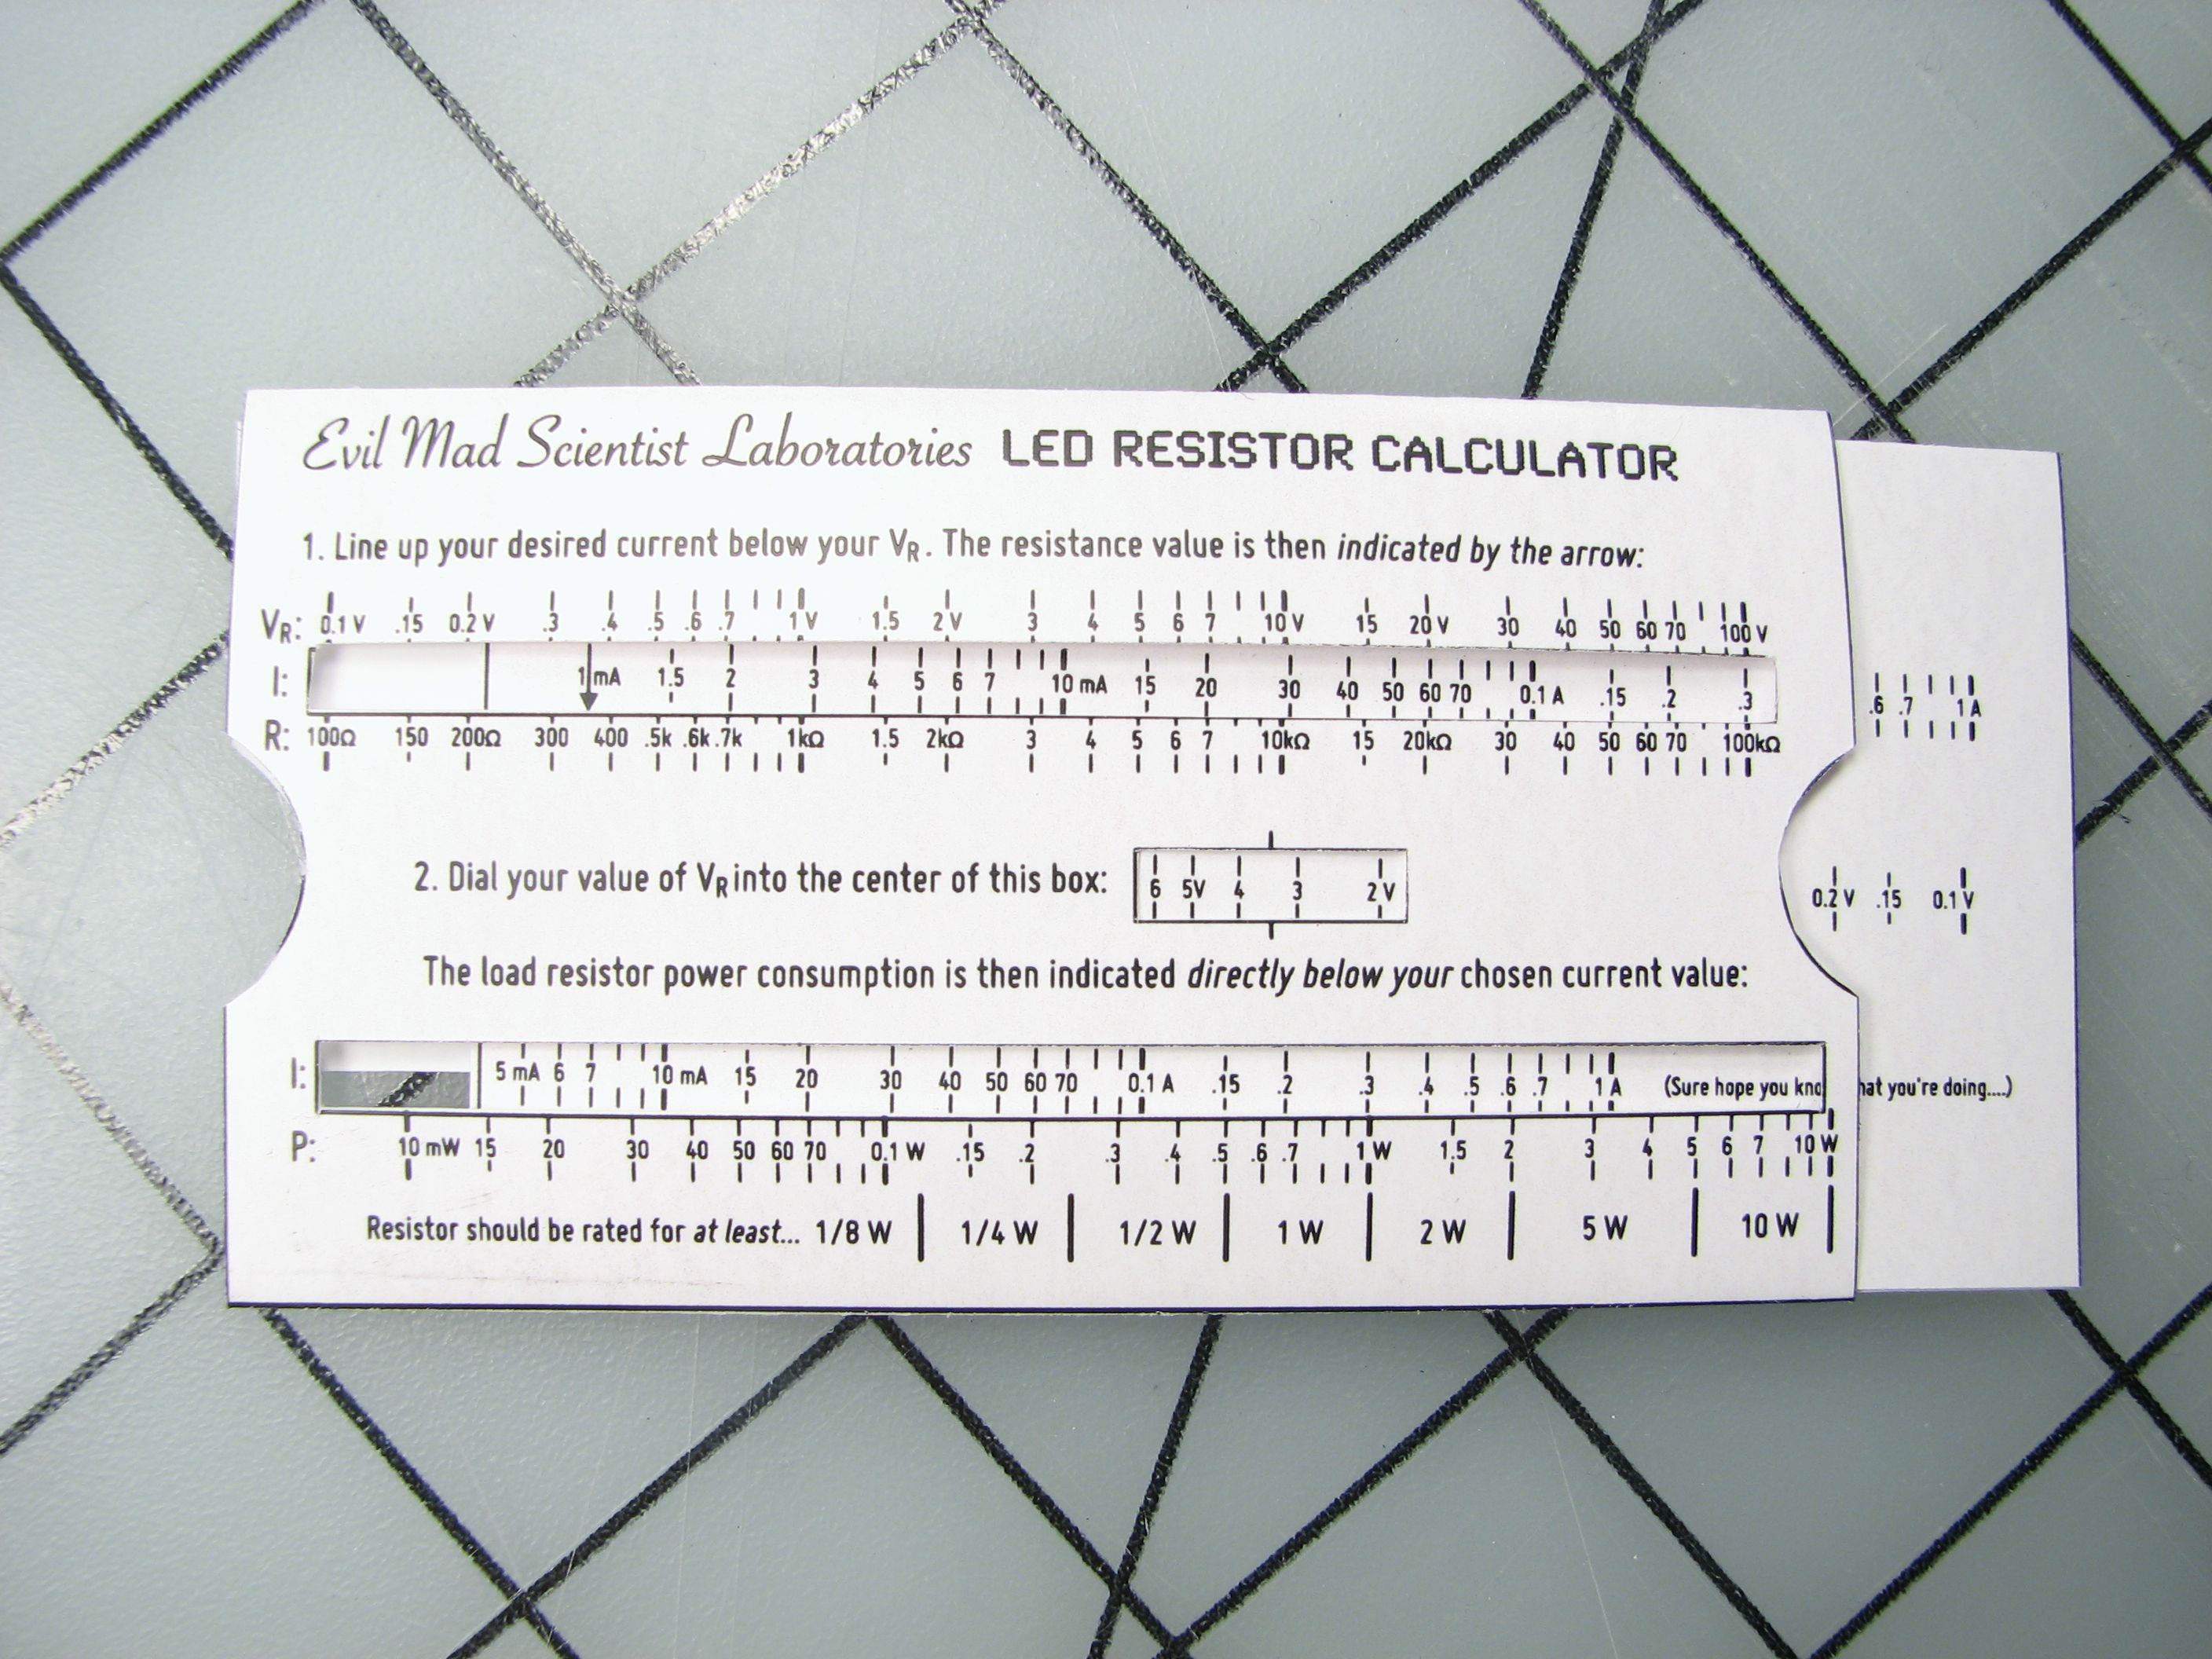 Evil Mad Scientist Laboratories LED RESISTOR CALCULATOR
1. Line up your desired current below your VR. The resistance value is then indicated by the arrow:
VR: 0.1 V .15 0.2 V .3 .4 .5 .6 .7 1 V 1.5 2 V 3 4 5 6 7 10 V 15 20 V 30 40 50 60 70 100 V
I: 1 mA 1.5 2 3 4 5 6 7 10 mA 15 20 30 40 50 60 70 0.1 A .15 .2 .3 .6 .7 1 A
R: 100Ω 150 200Ω 300 400 .5k .6k .7k 1kΩ 1.5 2kΩ 3 4 5 6 7 10kΩ 15 20kΩ 30 40 50 60 70 100kΩ
2. Dial your value of VR into the center of this box: 6 5V 4 3 2 V 0.2 V .15 0.1 V
The load resistor power consumption is then indicated directly below your chosen current value:
I: 5 mA 6 7 10 mA 15 20 30 40 50 60 70 0.1 A .15 .2 .3 .4 .5 .6 .7 1 A (Sure hope you kno hat you're doing....)
P: 10 mW 15 20 30 40 50 60 70 0.1 W .15 .2 .3 .4 .5 .6 .7 1 W 1.5 2 3 4 5 6 7 10 W
Resistor should be rated for at least... 1/8 W 1/4 W 1/2 W 1 W 2 W 5 W 10 W